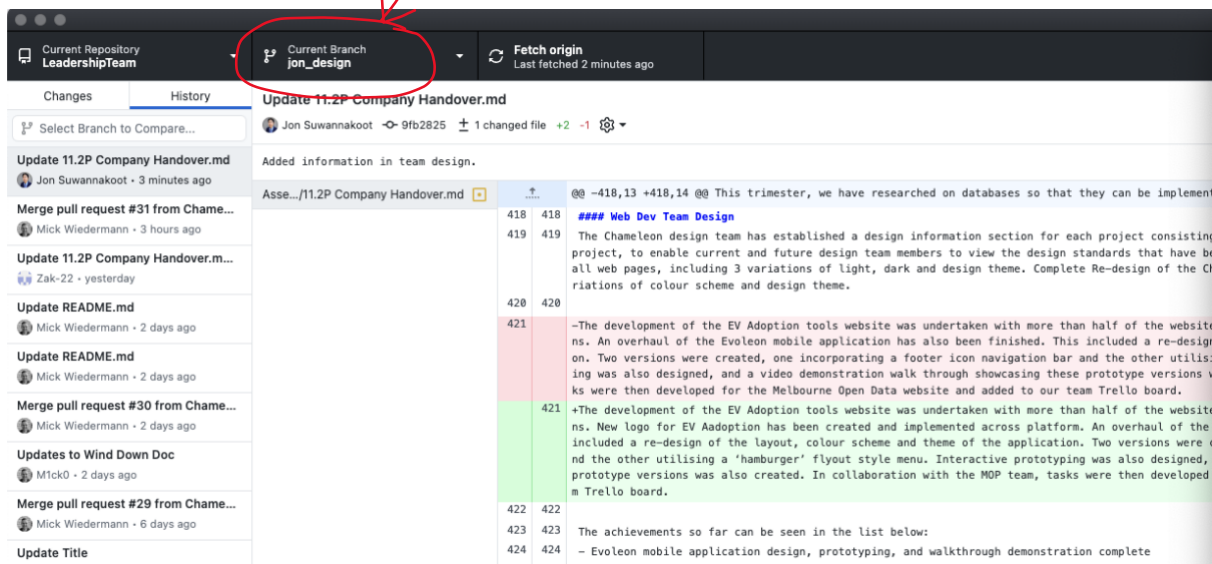 Current Repository
LeadershipTeam
Current Branch
jon_design
Fetch origin
Last fetched 2 minutes ago
Changes
History
Select Branch to Compare...
Update 11.2P Company Handover.md
Jon Suwannakoot • 3 minutes ago
Merge pull request #31 from Chame...
Mick Wiedermann • 3 hours ago
Update 11.2P Company Handover.m...
Zak-22 • yesterday
Update README.md
Mick Wiedermann • 2 days ago
Update README.md
Mick Wiedermann • 2 days ago
Merge pull request #30 from Chame...
Mick Wiedermann • 2 days ago
Updates to Wind Down Doc
M1ck0 • 2 days ago
Merge pull request #29 from Chame...
Mick Wiedermann • 6 days ago
Update Title
Update 11.2P Company Handover.md
Jon Suwannakoot 9fb2825 1 changed file +2 -1
Added information in team design.
Asse.../11.2P Company Handover.md
@@ -418,13 +418,14 @@ This trimester, we have researched on databases so that they can be implement
418 418 #### Web Dev Team Design
419 419 The Chameleon design team has established a design information section for each project consisting
project, to enable current and future design team members to view the design standards that have be
all web pages, including 3 variations of light, dark and design theme. Complete Re-design of the C
riations of colour scheme and design theme.
420 420
421 -The development of the EV Adoption tools website was undertaken with more than half of the website
ns. An overhaul of the Evoleon mobile application has also been finished. This included a re-design
on. Two versions were created, one incorporating a footer icon navigation bar and the other utilis
ing was also designed, and a video demonstration walk through showcasing these prototype versions
ks were then developed for the Melbourne Open Data website and added to our team Trello board.
421 +The development of the EV Adoption tools website was undertaken with more than half of the website
ns. New logo for EV Aadoption has been created and implemented across platform. An overhaul of the
included a re-design of the layout, colour scheme and theme of the application. Two versions were
nd the other utilising a ‘hamburger’ flyout style menu. Interactive prototyping was also designed,
prototype versions was also created. In collaboration with the MOP team, tasks were then developed
m Trello board.
422 422
423 423 The achievements so far can be seen in the list below:
424 424 - Evoleon mobile application design, prototyping, and walkthrough demonstration complete